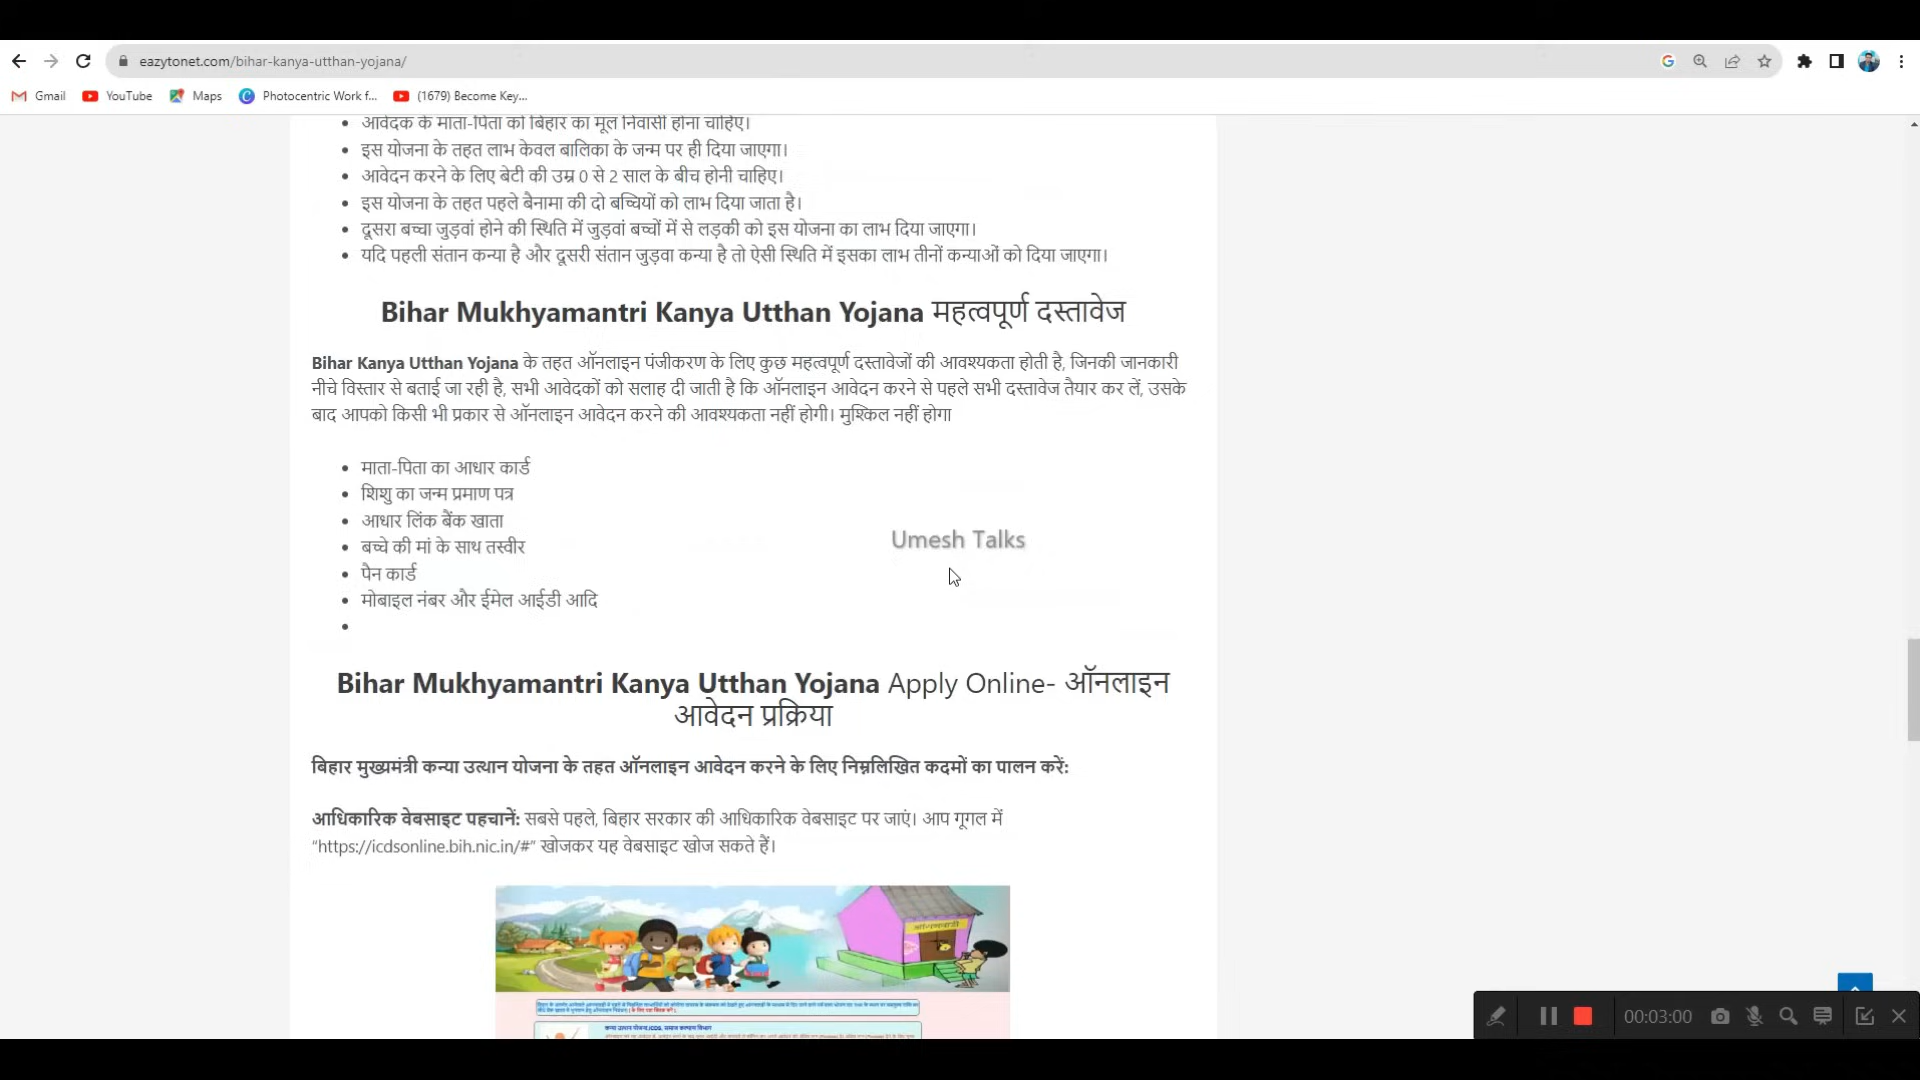 eazytonet.com/bihar-kanya-utthan-yojana/
Gmail YouTube Maps Photocentric Work f... (1679) Become Key...
आवेदक के माता-पिता को बिहार का मूल निवासी होना चाहिए।
इस योजना के तहत लाभ केवल बालिका के जन्म पर ही दिया जाएगा।
आवेदन करने के लिए बेटी की उम्र 0 से 2 साल के बीच होनी चाहिए।
इस योजना के तहत पहले बैनामा की दो बच्चियों को लाभ दिया जाता है।
दूसरा बच्चा जुड़वां होने की स्थिति में जुड़वां बच्चों में से लड़की को इस योजना का लाभ दिया जाएगा।
यदि पहली संतान कन्या है और दूसरी संतान जुड़वा कन्या है तो ऐसी स्थिति में इसका लाभ तीनों कन्याओं को दिया जाएगा।
Bihar Mukhyamantri Kanya Utthan Yojana महत्वपूर्ण दस्तावेज
Bihar Kanya Utthan Yojana के तहत ऑनलाइन पंजीकरण के लिए कुछ महत्वपूर्ण दस्तावेजों की आवश्यकता होती है, जिनकी जानकारी
नीचे विस्तार से बताई जा रही है, सभी आवेदकों को सलाह दी जाती है कि ऑनलाइन आवेदन करने से पहले सभी दस्तावेज तैयार कर लें, उसके
बाद आपको किसी भी प्रकार से ऑनलाइन आवेदन करने की आवश्यकता नहीं होगी। मुश्किल नहीं होगा
माता-पिता का आधार कार्ड
शिशु का जन्म प्रमाण पत्र
आधार लिंक बैंक खाता
बच्चे की मां के साथ तस्वीर
पैन कार्ड
मोबाइल नंबर और ईमेल आईडी आदि
Umesh Talks
Bihar Mukhyamantri Kanya Utthan Yojana Apply Online- ऑनलाइन
आवेदन प्रक्रिया
बिहार मुख्यमंत्री कन्या उत्थान योजना के तहत ऑनलाइन आवेदन करने के लिए निम्नलिखित कदमों का पालन करें:
आधिकारिक वेबसाइट पहचानें: सबसे पहले, बिहार सरकार की आधिकारिक वेबसाइट पर जाएं। आप गूगल में
“https://icdsonline.bih.nic.in/#” खोजकर यह वेबसाइट खोज सकते हैं।
कन्या उत्थान योजना,ICDS, समाज कल्याण विभाग
00:03:00